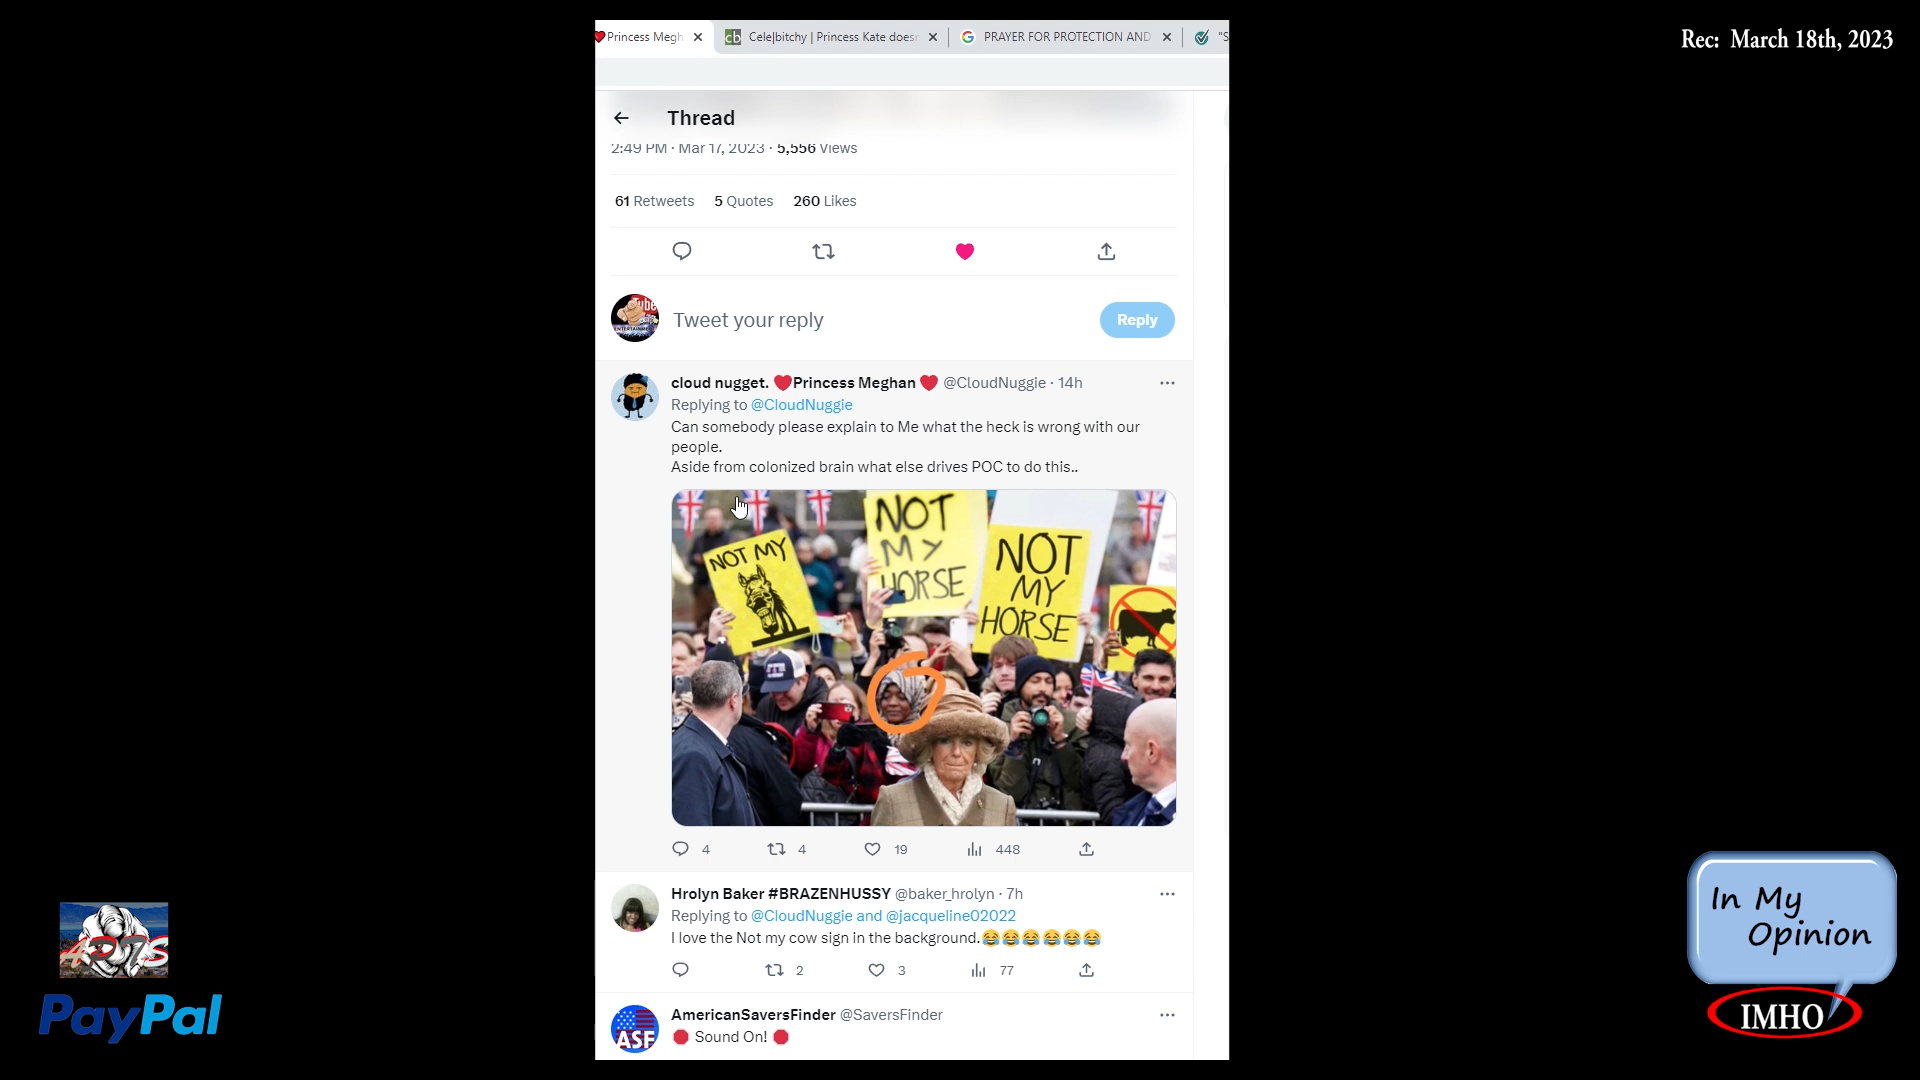 Rec: March 18th, 2023
Princess Megh
cb Cele|bitchy | Princess Kate does
PRAYER FOR PROTECTION AND
"S
Thread
2:49 PM · Mar 17, 2023 · 5,556 Views
61 Retweets 5 Quotes 260 Likes
Tweet your reply
Reply
cloud nugget. ❤️Princess Meghan ❤️ @CloudNuggie · 14h
Replying to @CloudNuggie
Can somebody please explain to Me what the heck is wrong with our
people.
Aside from colonized brain what else drives POC to do this..
NOT MY
NOT
MY
HORSE
NOT
MY
HORSE
4 4 19 448
Hrolyn Baker #BRAZENHUSSY @baker_hrolyn · 7h
Replying to @CloudNuggie and @jacqueline02022
I love the Not my cow sign in the background.😂😂😂😂😂😂
2 3 77
AmericanSaversFinder @SaversFinder
🛑 Sound On! 🛑
ASF
PayPal
In My
Opinion
IMHO